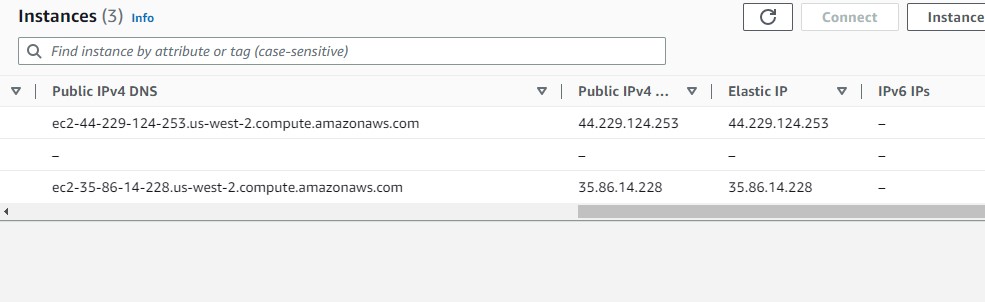 Instances (3) Info
Connect
Instance
Find instance by attribute or tag (case-sensitive)
Public IPv4 DNS Public IPv4 ... Elastic IP IPv6 IPs
ec2-44-229-124-253.us-west-2.compute.amazonaws.com 44.229.124.253 44.229.124.253 –
– – – –
ec2-35-86-14-228.us-west-2.compute.amazonaws.com 35.86.14.228 35.86.14.228 –